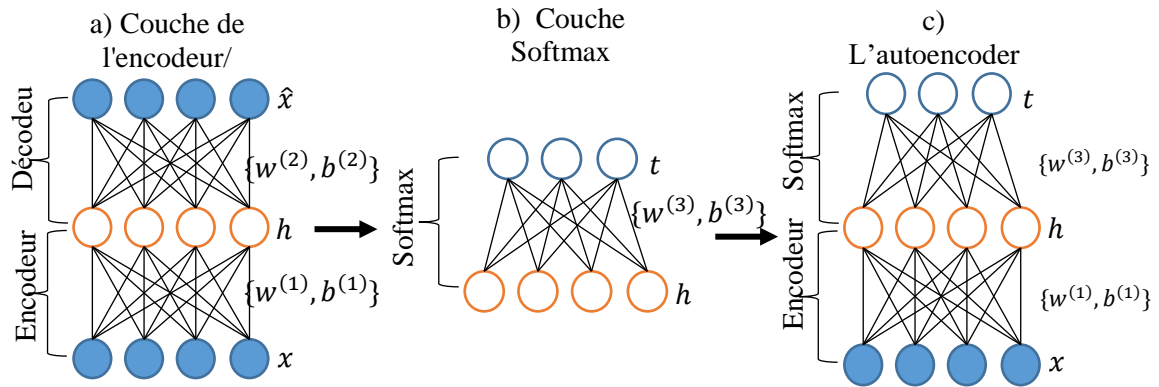 a) Couche de
l'encodeur/
Décodeu
x̂
{w⁽²⁾, b⁽²⁾}
h
Encodeur
{w⁽¹⁾, b⁽¹⁾}
x
b) Couche
Softmax
Softmax
t
{w⁽³⁾, b⁽³⁾}
h
c)
L’autoencoder
Softmax
t
{w⁽³⁾, b⁽³⁾}
h
Encodeur
{w⁽¹⁾, b⁽¹⁾}
x